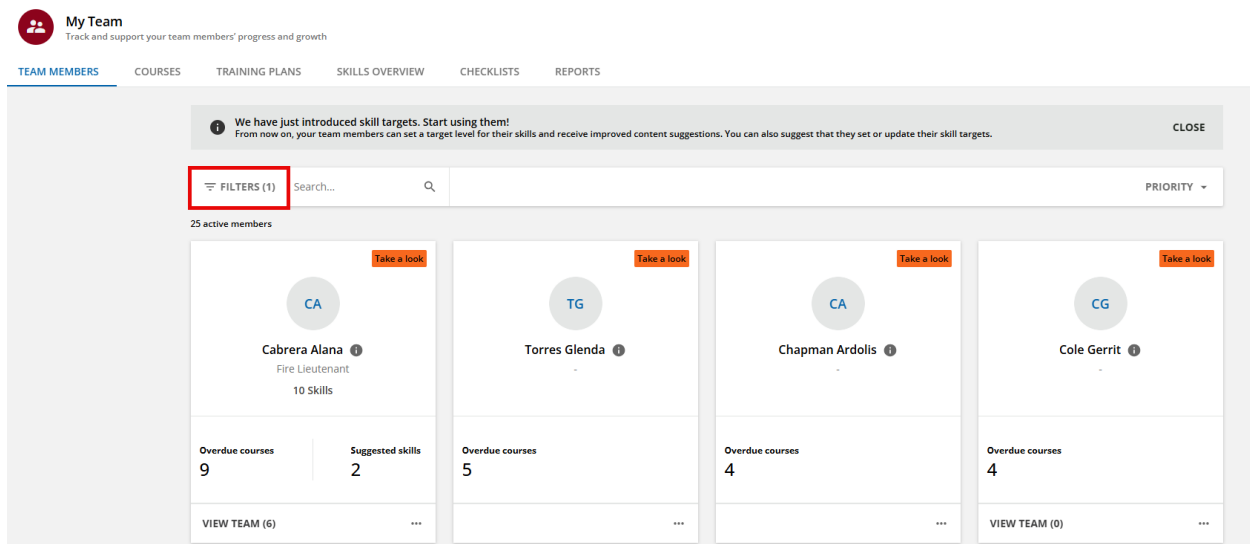 My Team
Track and support your team members' progress and growth
TEAM MEMBERS COURSES TRAINING PLANS SKILLS OVERVIEW CHECKLISTS REPORTS
We have just introduced skill targets. Start using them!
From now on, your team members can set a target level for their skills and receive improved content suggestions. You can also suggest that they set or update their skill targets.
CLOSE
FILTERS (1) Search... PRIORITY
25 active members
Take a look Take a look Take a look Take a look
CA TG CA CG
Cabrera Alana Torres Glenda Chapman Ardolis Cole Gerrit
Fire Lieutenant - - -
10 Skills
Overdue courses Suggested skills Overdue courses Overdue courses Overdue courses
9 2 5 4 4
VIEW TEAM (6) ... ... ... VIEW TEAM (0) ...